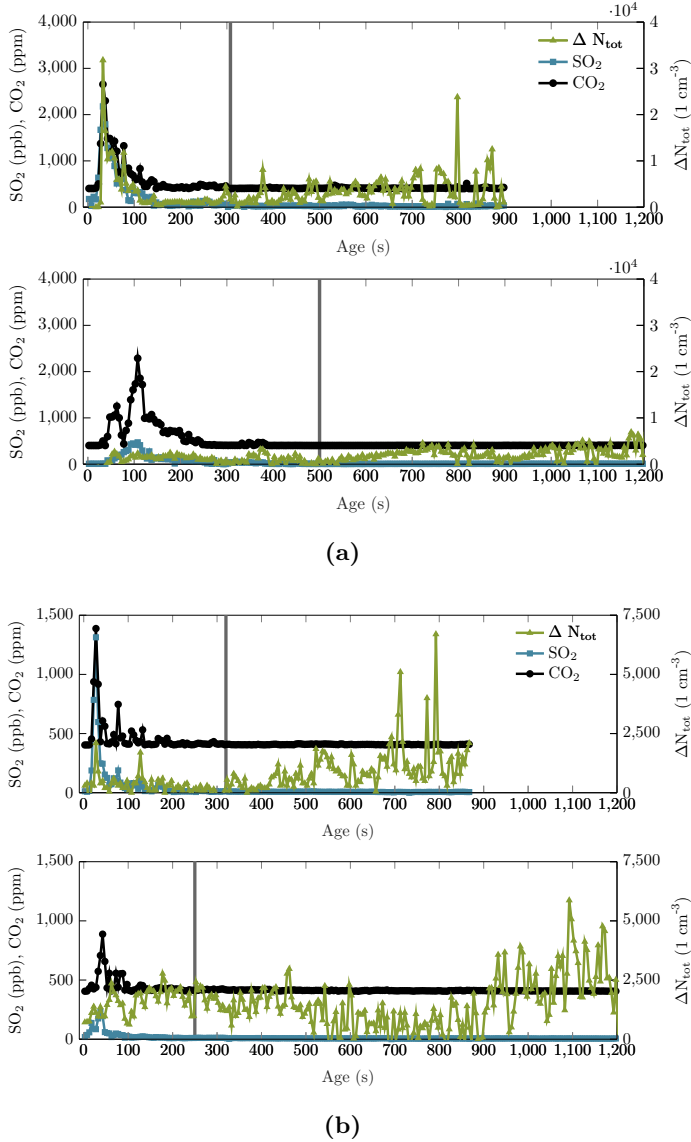 ·10⁴
4,000
3,000
2,000
1,000
0
SO₂ (ppb), CO₂ (ppm)
4
3
2
1
0
ΔNtot (1 cm⁻³)
Δ Ntot
SO₂
CO₂
0 100 200 300 400 500 600 700 800 900 1,000 1,100 1,200
Age (s)
·10⁴
4,000
3,000
2,000
1,000
0
SO₂ (ppb), CO₂ (ppm)
4
3
2
1
0
ΔNtot (1 cm⁻³)
0 100 200 300 400 500 600 700 800 900 1,000 1,100 1,200
Age (s)
(a)
1,500
1,000
500
0
SO₂ (ppb), CO₂ (ppm)
7,500
5,000
2,500
0
ΔNtot (1 cm⁻³)
Δ Ntot
SO₂
CO₂
0 100 200 300 400 500 600 700 800 900 1,000 1,100 1,200
Age (s)
1,500
1,000
500
0
SO₂ (ppb), CO₂ (ppm)
7,500
5,000
2,500
0
ΔNtot (1 cm⁻³)
0 100 200 300 400 500 600 700 800 900 1,000 1,100 1,200
Age (s)
(b)